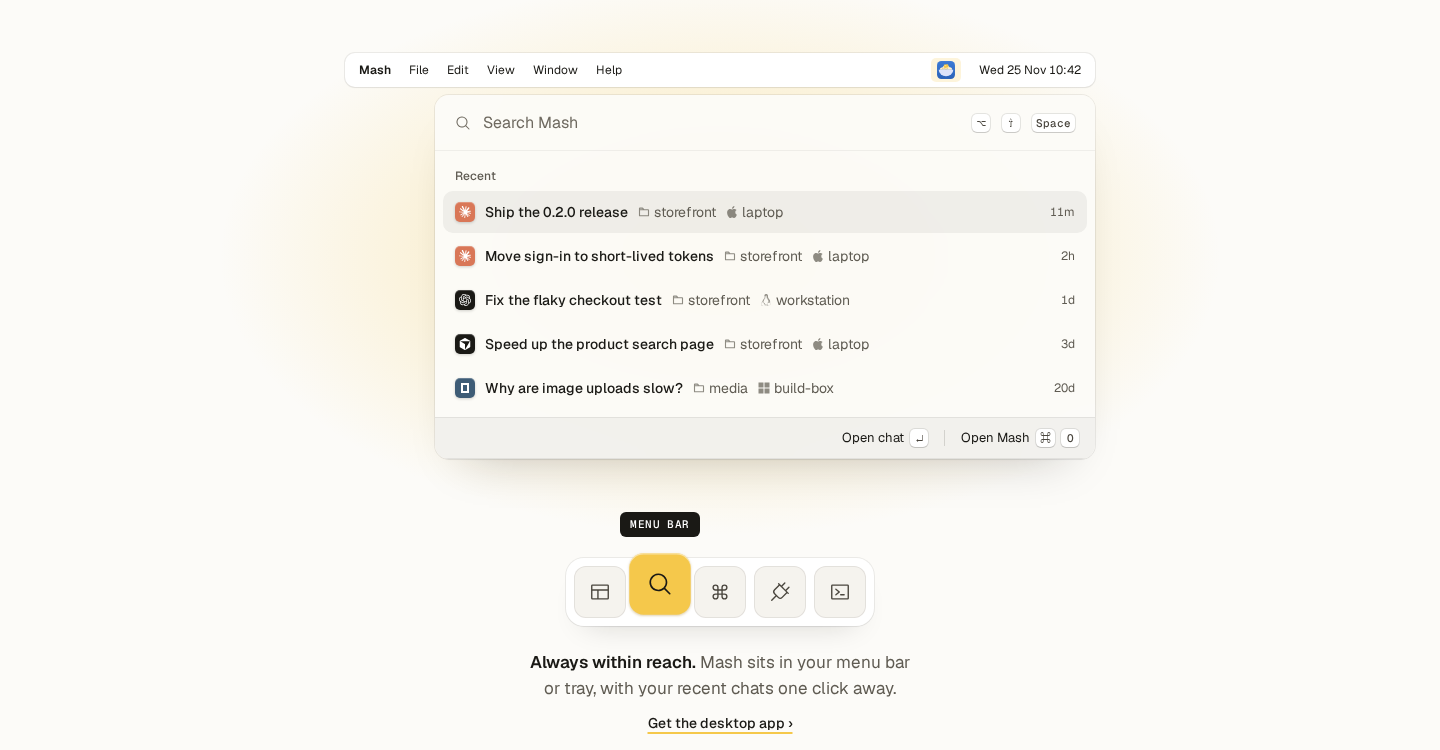 Mash File Edit View Window Help Wed 25 Nov 10:42
Search Mash ⌥ ⇧ Space
Recent
Ship the 0.2.0 release storefront laptop 11m
Move sign-in to short-lived tokens storefront laptop 2h
Fix the flaky checkout test storefront workstation 1d
Speed up the product search page storefront laptop 3d
Why are image uploads slow? media build-box 20d
Open chat ↵ Open Mash ⌘ 0
MENU BAR
Always within reach. Mash sits in your menu bar
or tray, with your recent chats one click away.
Get the desktop app ›